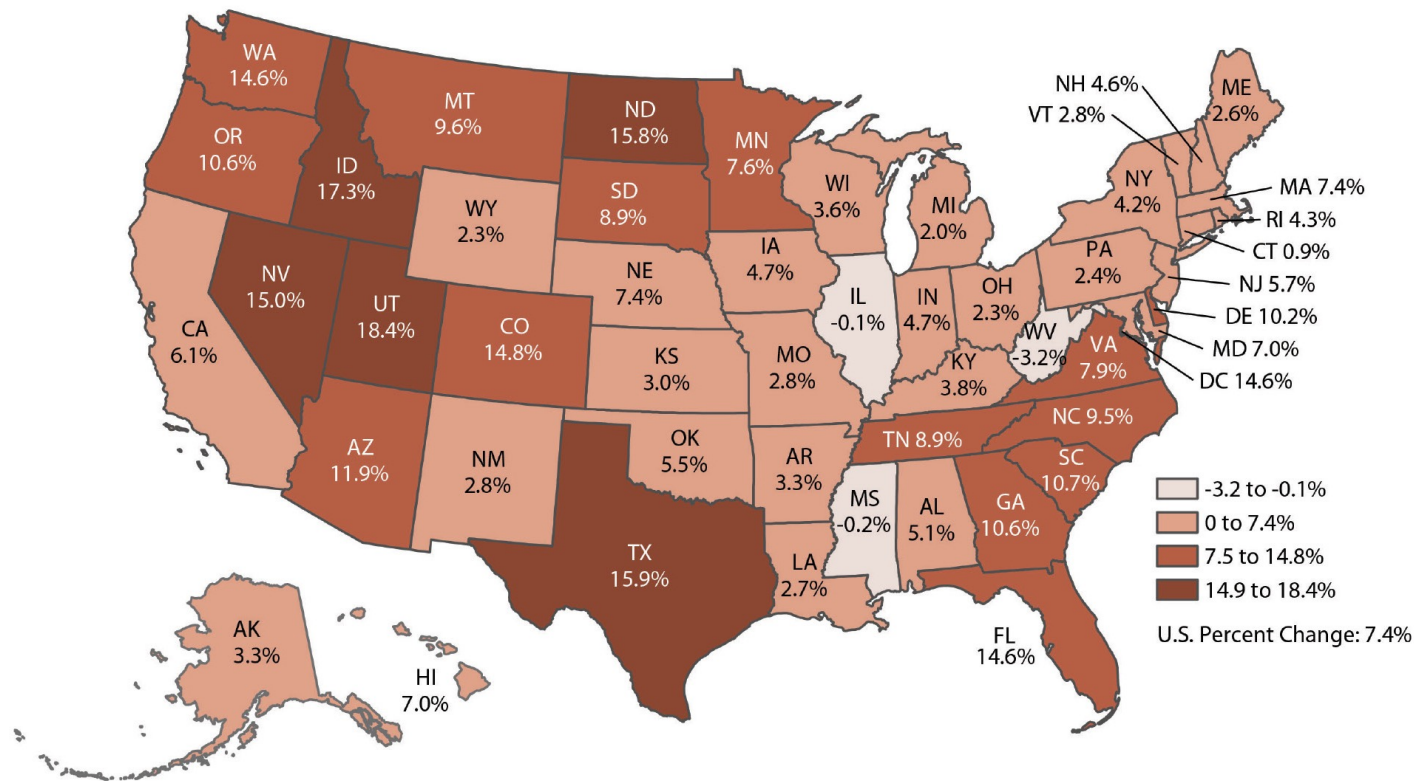 WA
14.6%
OR
10.6%
ID
17.3%
MT
9.6%
ND
15.8%
MN
7.6%
SD
8.9%
WY
2.3%
NV
15.0%
UT
18.4%
CA
6.1%
CO
14.8%
NE
7.4%
IA
4.7%
WI
3.6%
MI
2.0%
IL
-0.1%
IN
4.7%
OH
2.3%
KS
3.0%
MO
2.8%
KY
3.8%
WV
-3.2%
VA
7.9%
PA
2.4%
NY
4.2%
ME
2.6%
NH 4.6%
VT 2.8%
MA 7.4%
RI 4.3%
CT 0.9%
NJ 5.7%
DE 10.2%
MD 7.0%
DC 14.6%
AZ
11.9%
NM
2.8%
OK
5.5%
AR
3.3%
TN 8.9%
NC 9.5%
SC
10.7%
GA
10.6%
AL
5.1%
MS
-0.2%
LA
2.7%
TX
15.9%
FL
14.6%
AK
3.3%
HI
7.0%
-3.2 to -0.1%
0 to 7.4%
7.5 to 14.8%
14.9 to 18.4%
U.S. Percent Change: 7.4%